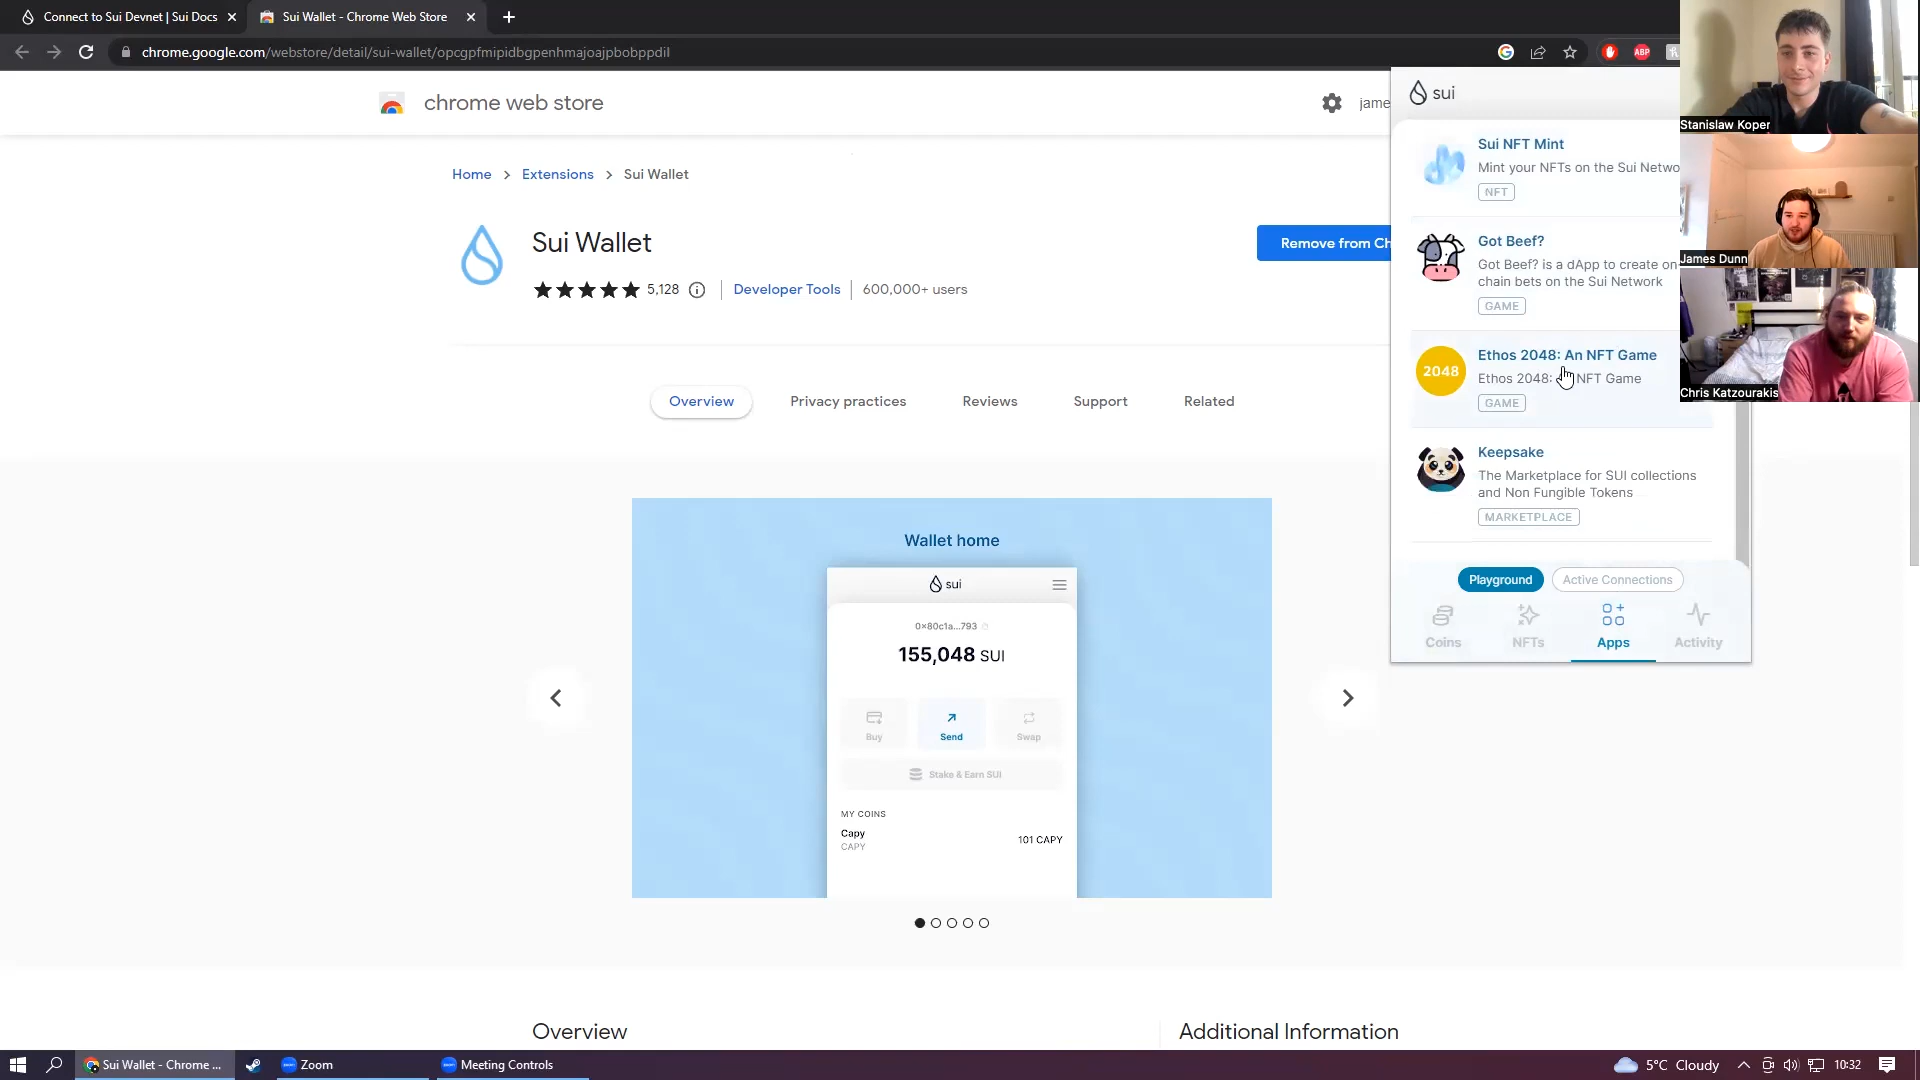 Connect to Sui Devnet | Sui Docs
Sui Wallet - Chrome Web Store
chrome.google.com/webstore/detail/sui-wallet/opcgpfmipidbgpenhmajoajpbobppdil
ABP
chrome web store
jame
sui
Stanislaw Koper
James Dunn
Chris Katzourakis
Home > Extensions > Sui Wallet
Sui Wallet
Remove from Ch
5,128
Developer Tools
600,000+ users
Overview
Privacy practices
Reviews
Support
Related
Sui NFT Mint
Mint your NFTs on the Sui Netwo
NFT
Got Beef?
Got Beef? is a dApp to create on-
chain bets on the Sui Network
GAME
2048
Ethos 2048: An NFT Game
Ethos 2048: NFT Game
GAME
Keepsake
The Marketplace for SUI collections
and Non Fungible Tokens
MARKETPLACE
Playground
Active Connections
Coins
NFTs
Apps
Activity
Wallet home
sui
0x80c1a...793
155,048 SUI
Buy
Send
Swap
Stake & Earn SUI
MY COINS
Capy
CAPY
101 CAPY
Overview
Additional Information
Sui Wallet - Chrome ...
Zoom
Meeting Controls
5°C Cloudy
10:32